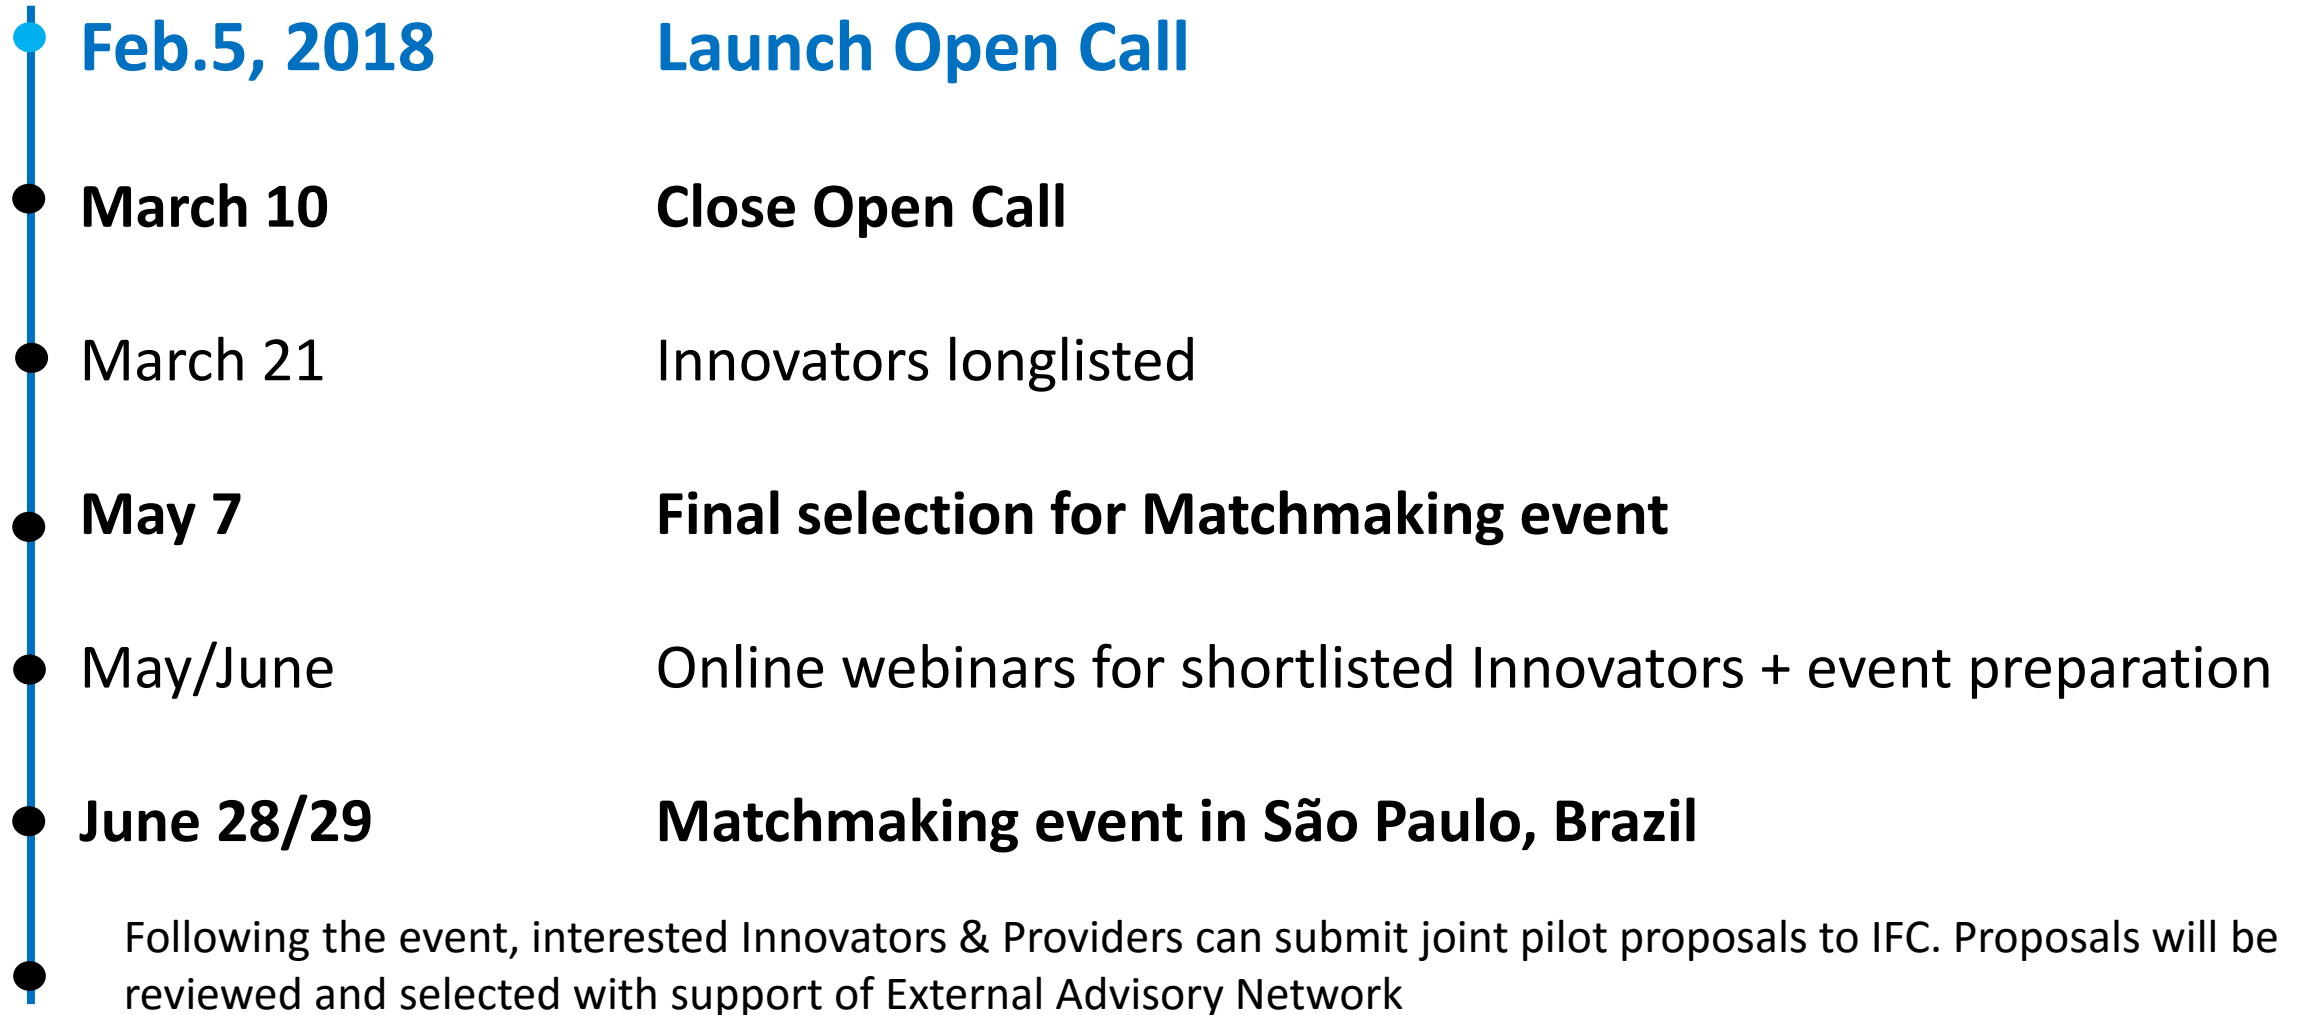 Feb.5, 2018 Launch Open Call
March 10 Close Open Call
March 21 Innovators longlisted
May 7 Final selection for Matchmaking event
May/June Online webinars for shortlisted Innovators + event preparation
June 28/29 Matchmaking event in São Paulo, Brazil
Following the event, interested Innovators & Providers can submit joint pilot proposals to IFC. Proposals will be
reviewed and selected with support of External Advisory Network